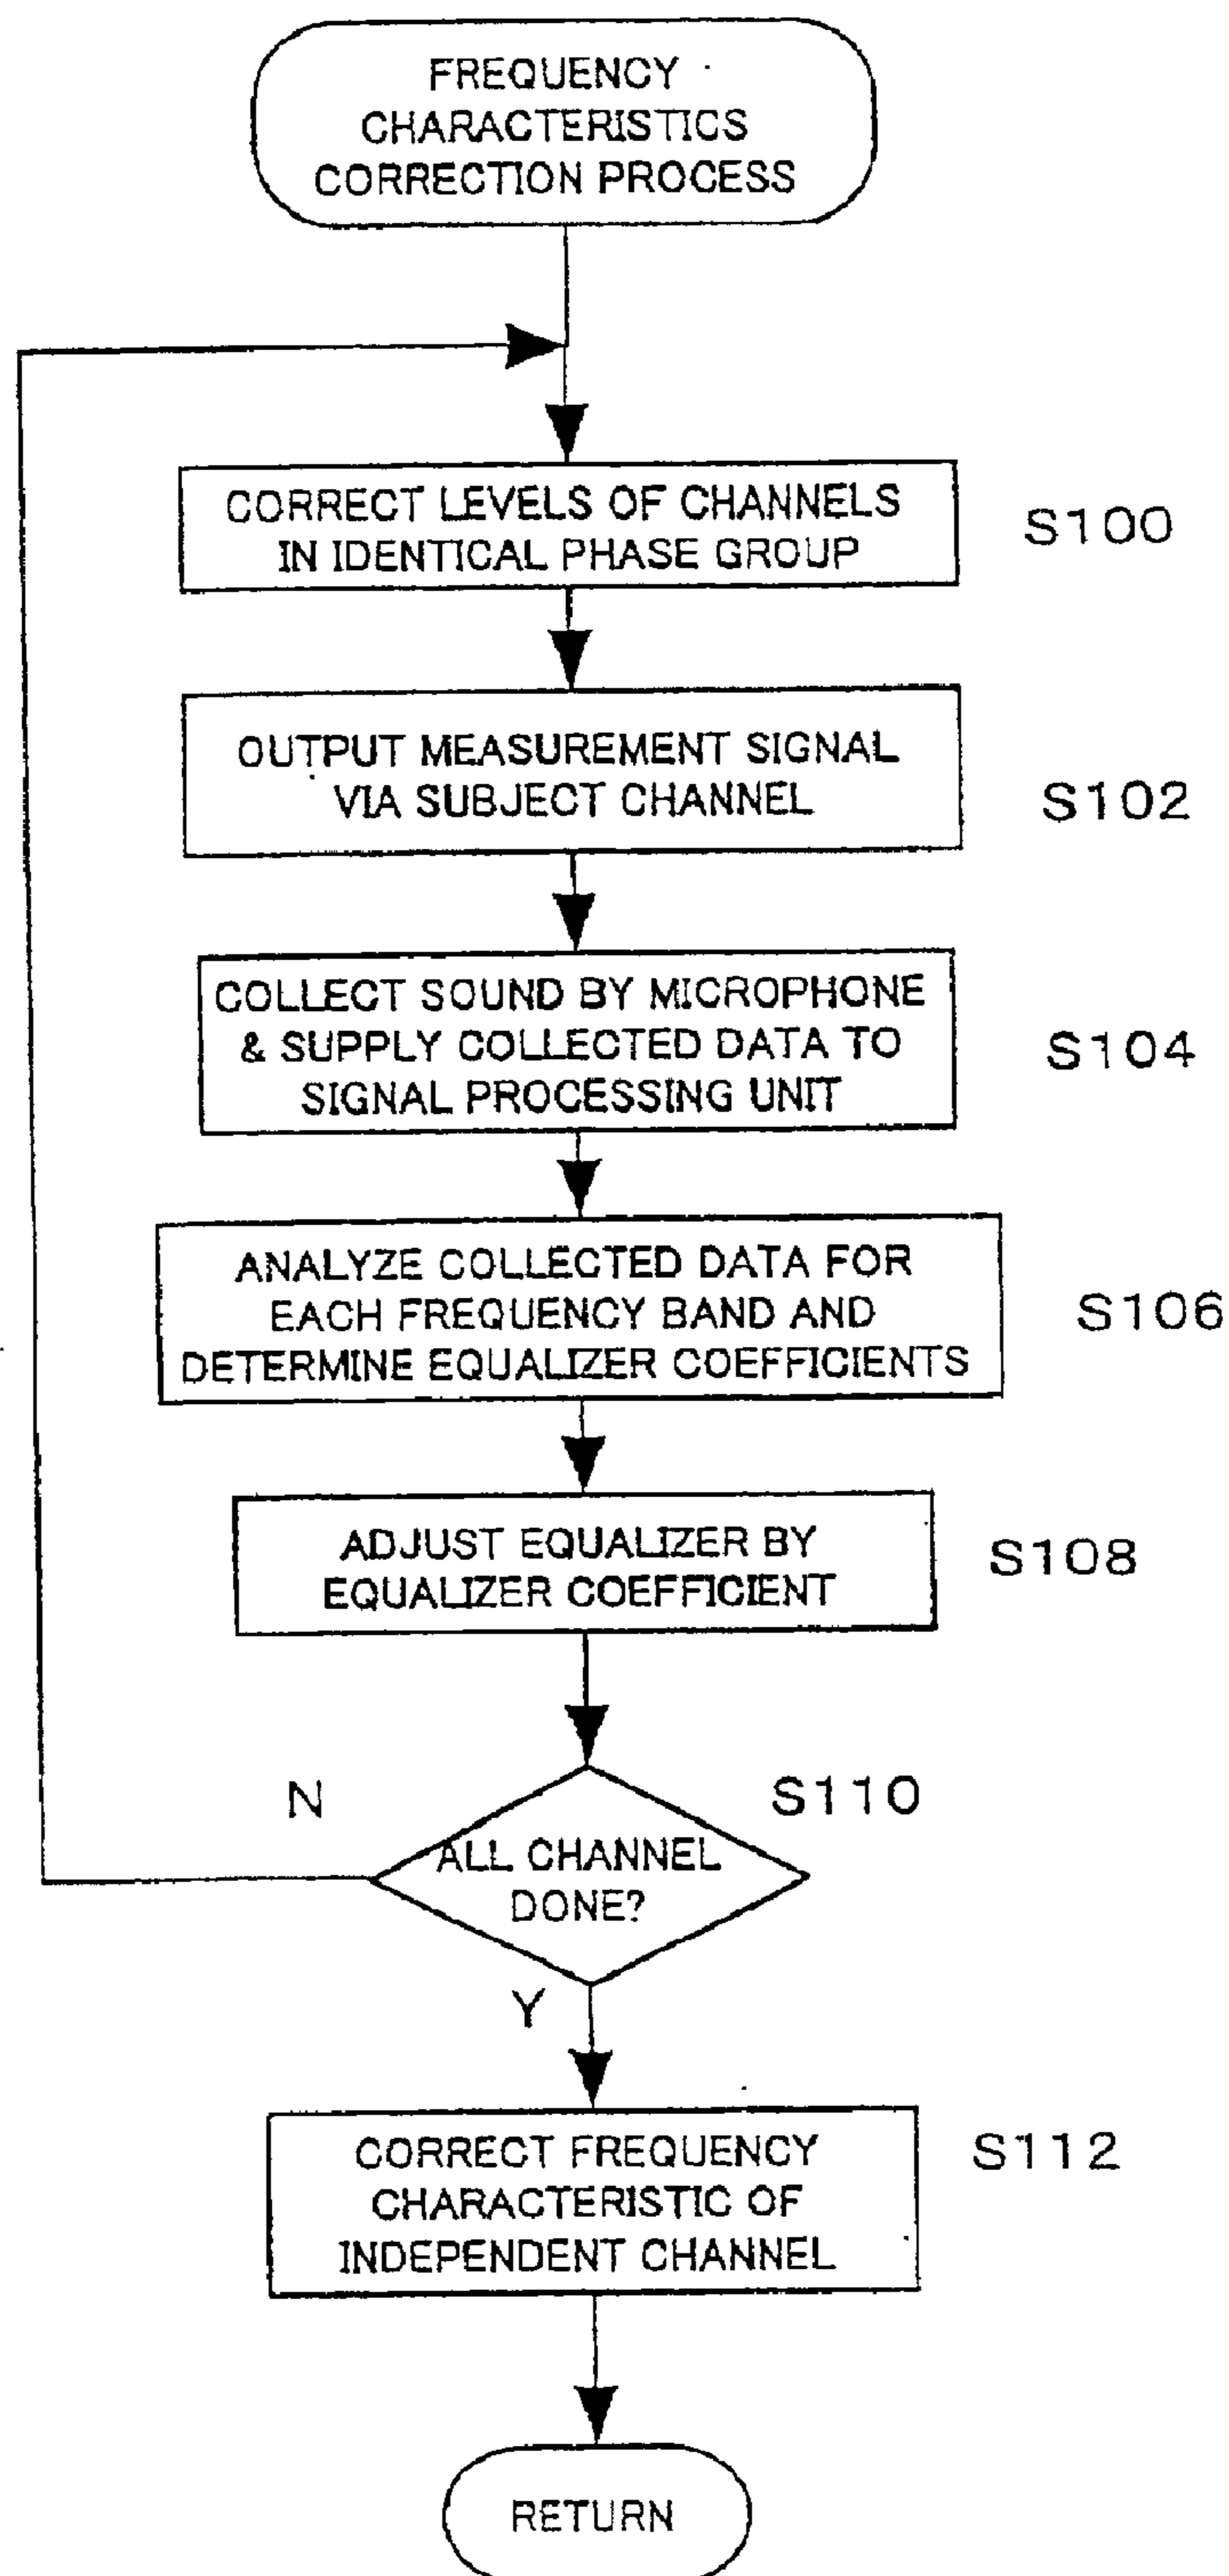 FREQUENCY
CHARACTERISTICS
CORRECTION PROCESS
CORRECT LEVELS OF CHANNELS
IN IDENTICAL PHASE GROUP
S100
OUTPUT MEASUREMENT SIGNAL
VIA SUBJECT CHANNEL
S102
COLLECT SOUND BY MICROPHONE
& SUPPLY COLLECTED DATA TO
SIGNAL PROCESSING UNIT
S104
ANALYZE COLLECTED DATA FOR
EACH FREQUENCY BAND AND
DETERMINE EQUALIZER COEFFICIENTS
S106
ADJUST EQUALIZER BY
EQUALIZER COEFFICIENT
S108
N
S110
ALL CHANNEL
DONE?
Y
CORRECT FREQUENCY
CHARACTERISTIC OF
INDEPENDENT CHANNEL
S112
RETURN